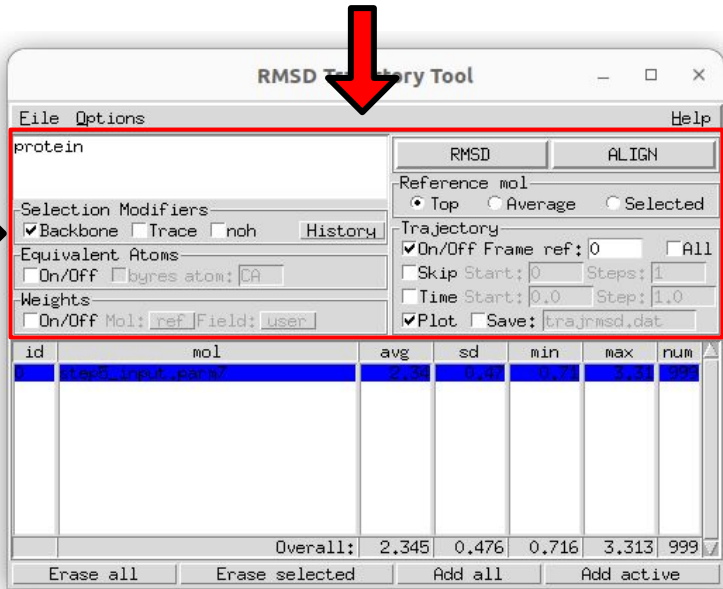 RMSD Trajectory Tool
File Options Help
protein
RMSD ALIGN
Reference mol
Top Average Selected
Selection Modifiers
Backbone Trace noh History
Trajectory
On/Off Frame ref: 0 All
Equivalent Atoms
On/Off byres atom: CA
Skip Start: 0 Steps: 1
Time Start: 0.0 Step: 1.0
Weights
On/Off Mol: ref Field: user
Plot Save: trajrmsd.dat
id mol avg sd min max num
0 step5_input.parm7 2.34 0.47 0.71 3.31 999
Overall: 2.345 0.476 0.716 3.313 999
Erase all Erase selected Add all Add active